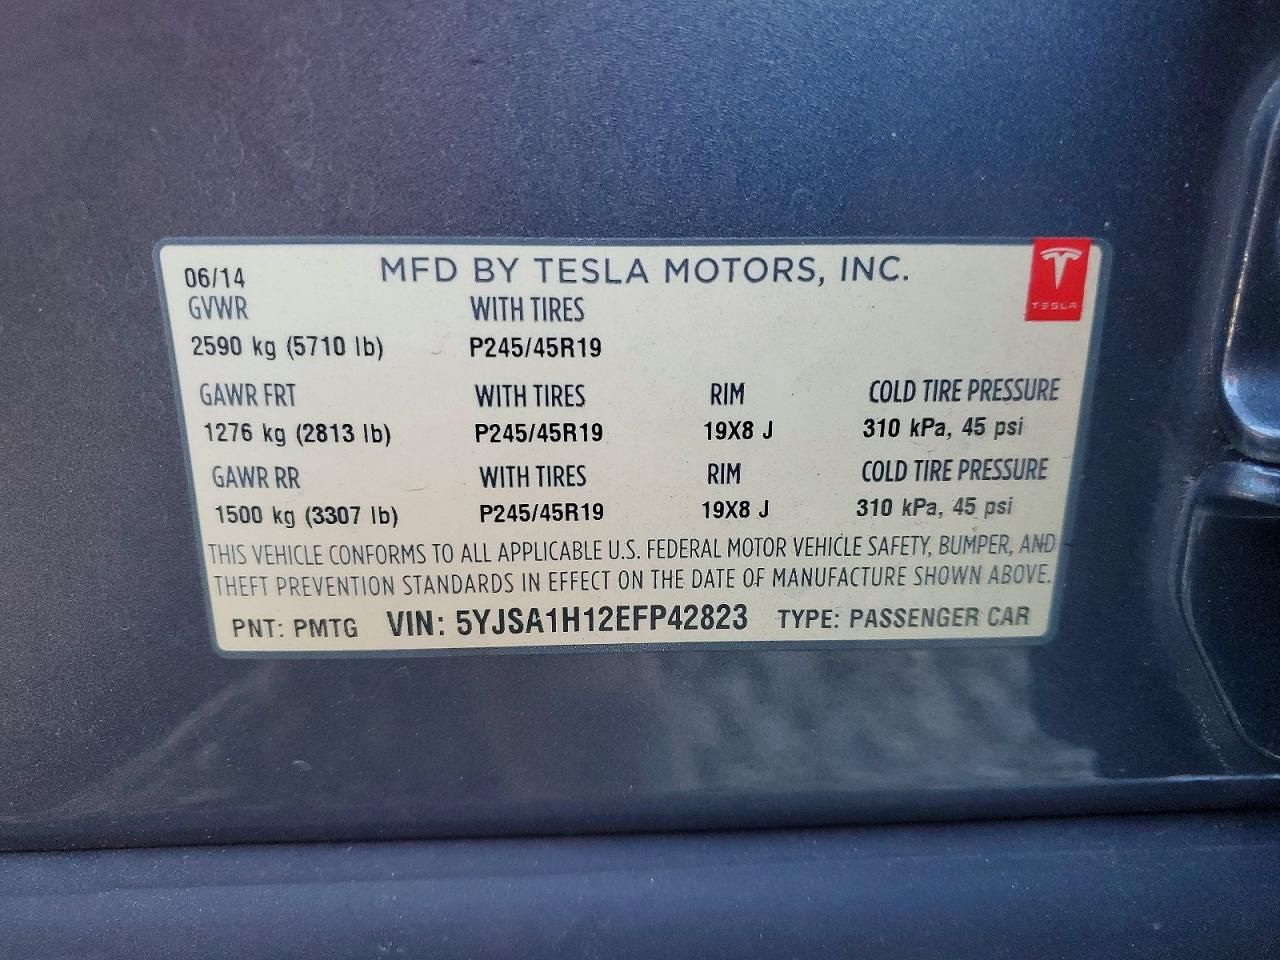 06/14 MFD BY TESLA MOTORS, INC.
TESLA
GVWR WITH TIRES
2590 kg (5710 lb) P245/45R19
GAWR FRT WITH TIRES RIM COLD TIRE PRESSURE
1276 kg (2813 lb) P245/45R19 19X8 J 310 kPa, 45 psi
GAWR RR WITH TIRES RIM COLD TIRE PRESSURE
1500 kg (3307 lb) P245/45R19 19X8 J 310 kPa, 45 psi
THIS VEHICLE CONFORMS TO ALL APPLICABLE U.S. FEDERAL MOTOR VEHICLE SAFETY, BUMPER, AND
THEFT PREVENTION STANDARDS IN EFFECT ON THE DATE OF MANUFACTURE SHOWN ABOVE.
PNT: PMTG VIN: 5YJSA1H12EFP42823 TYPE: PASSENGER CAR